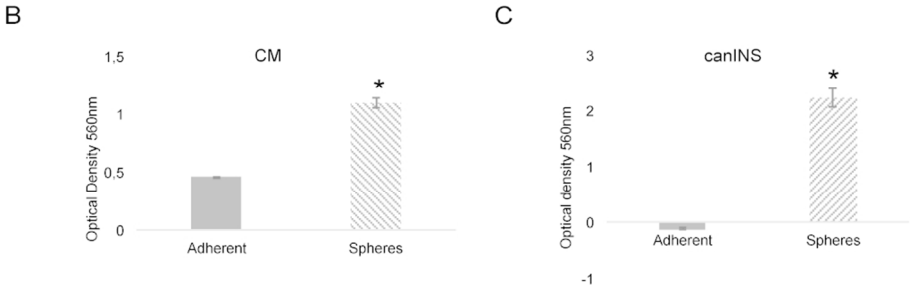 B
CM
Optical Density 560nm
1,5
1
0,5
0
*
Adherent
Spheres
C
canINS
Optical density 560nm
3
2
1
0
-1
*
Adherent
Spheres